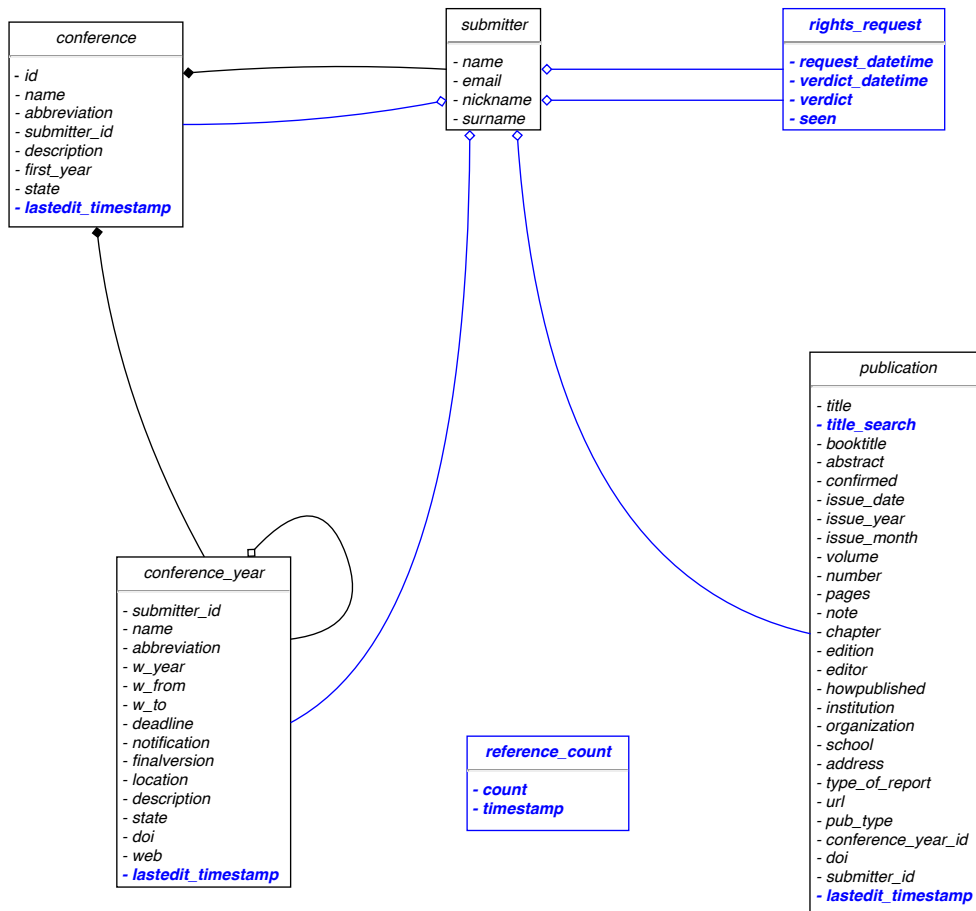 conference
- id
- name
- abbreviation
- submitter_id
- description
- first_year
- state
- lastedit_timestamp
submitter
- name
- email
- nickname
- surname
rights_request
- request_datetime
- verdict_datetime
- verdict
- seen
publication
- title
- title_search
- booktitle
- abstract
- confirmed
- issue_date
- issue_year
- issue_month
- volume
- number
- pages
- note
- chapter
- edition
- editor
- howpublished
- institution
- organization
- school
- address
- type_of_report
- url
- pub_type
- conference_year_id
- doi
- submitter_id
- lastedit_timestamp
conference_year
- submitter_id
- name
- abbreviation
- w_year
- w_from
- w_to
- deadline
- notification
- finalversion
- location
- description
- state
- doi
- web
- lastedit_timestamp
reference_count
- count
- timestamp